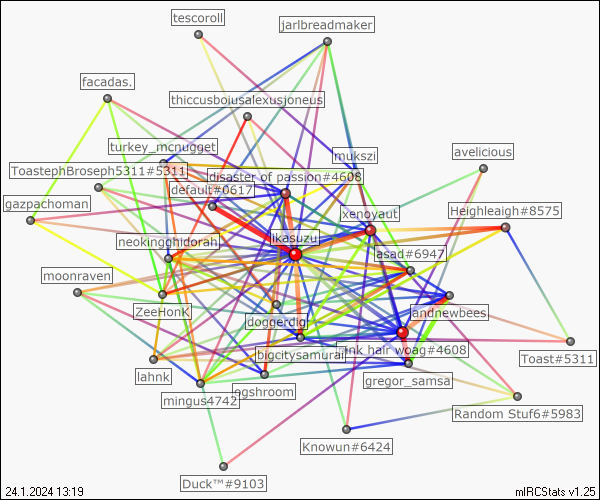 tescoroll
jarlbreadmaker
facadas.
thiccusboiusalexusjoneus
turkey_mcnugget
mukszi
avelicious
ToastephBroseph5311#5311
disaster of passion#4608
default#0617
gazpachoman
xenoyaut
Heighleaigh#8575
neokingghidorah
ikasuzu
asad#6947
moonraven
ZeeHonk
doggerdigi
andnewbees
bigcitysamurai
ink hair woag#4608
Toast#5311
lahnk
gregor_samsa
mingus4742
ogshroom
Random Stuf6#5983
Knowun#6424
Duck™#9103
24.1.2024 13:19
mIRCStats v1.25